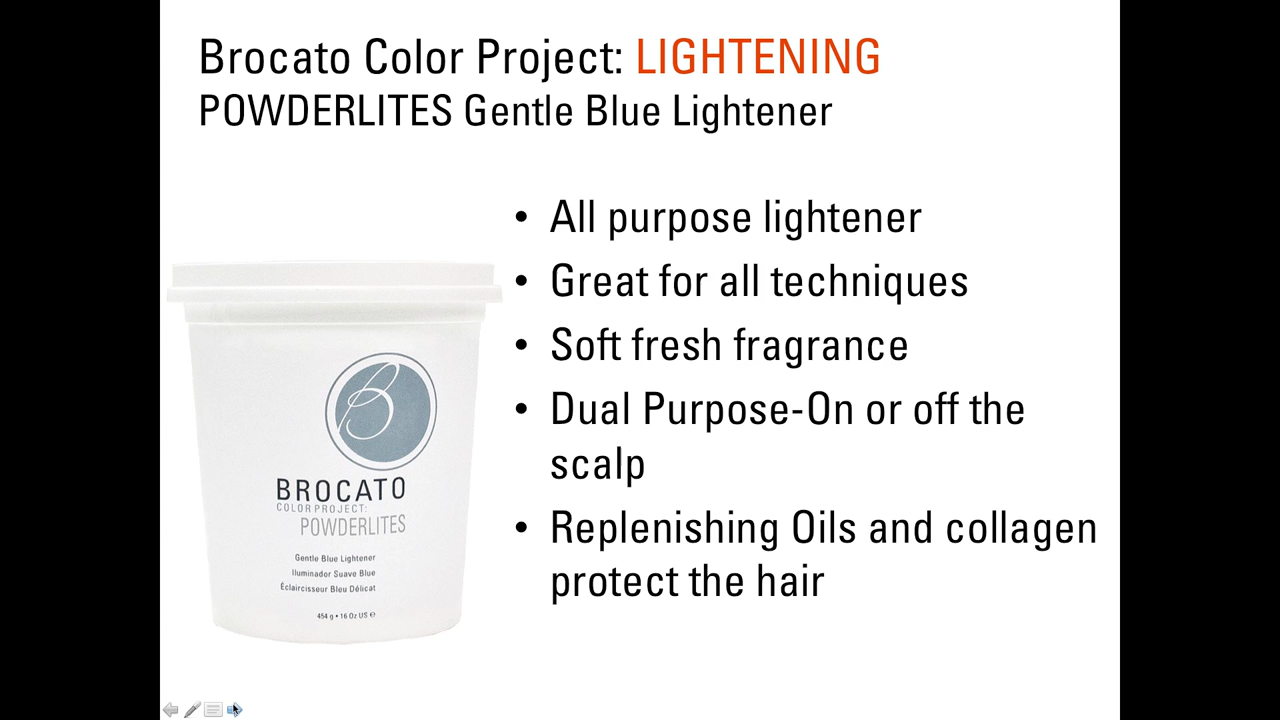 Brocato Color Project: LIGHTENING
POWDERLITES Gentle Blue Lightener
• All purpose lightener
• Great for all techniques
• Soft fresh fragrance
• Dual Purpose-On or off the
scalp
• Replenishing Oils and collagen
protect the hair
B
BROCATO
COLOR PROJECT:
POWDERLITES
Gentle Blue Lightener
Iluminador Suave Blue
Éclaircisseur Bleu Délicat
454 g • 16 Oz US ℮